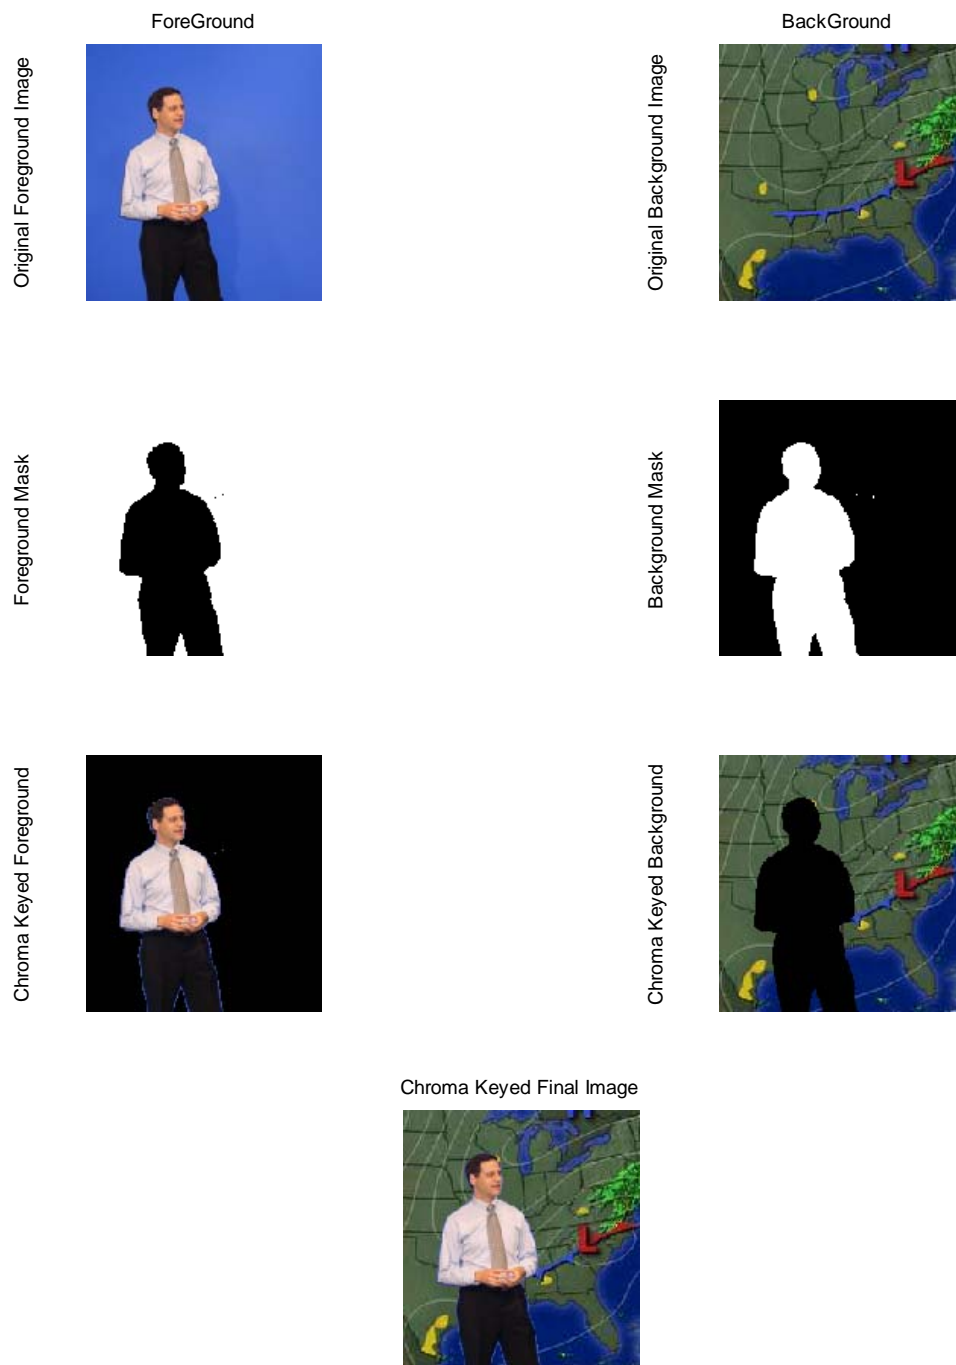 ForeGround
BackGround
Original Foreground Image
Original Background Image
Foreground Mask
Background Mask
Chroma Keyed Foreground
Chroma Keyed Background
L
Chroma Keyed Final Image
L